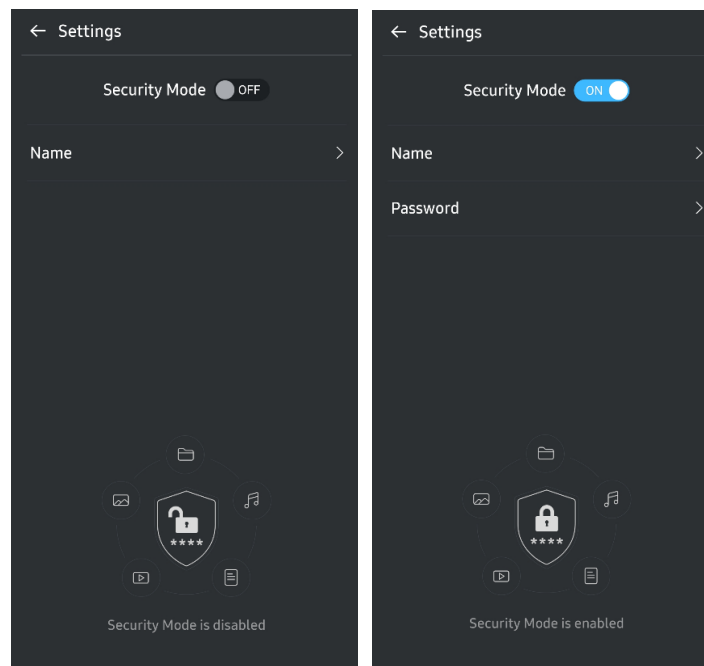 Settings
Security Mode OFF
Name
****
Security Mode is disabled
Settings
Security Mode ON
Name
Password
****
Security Mode is enabled